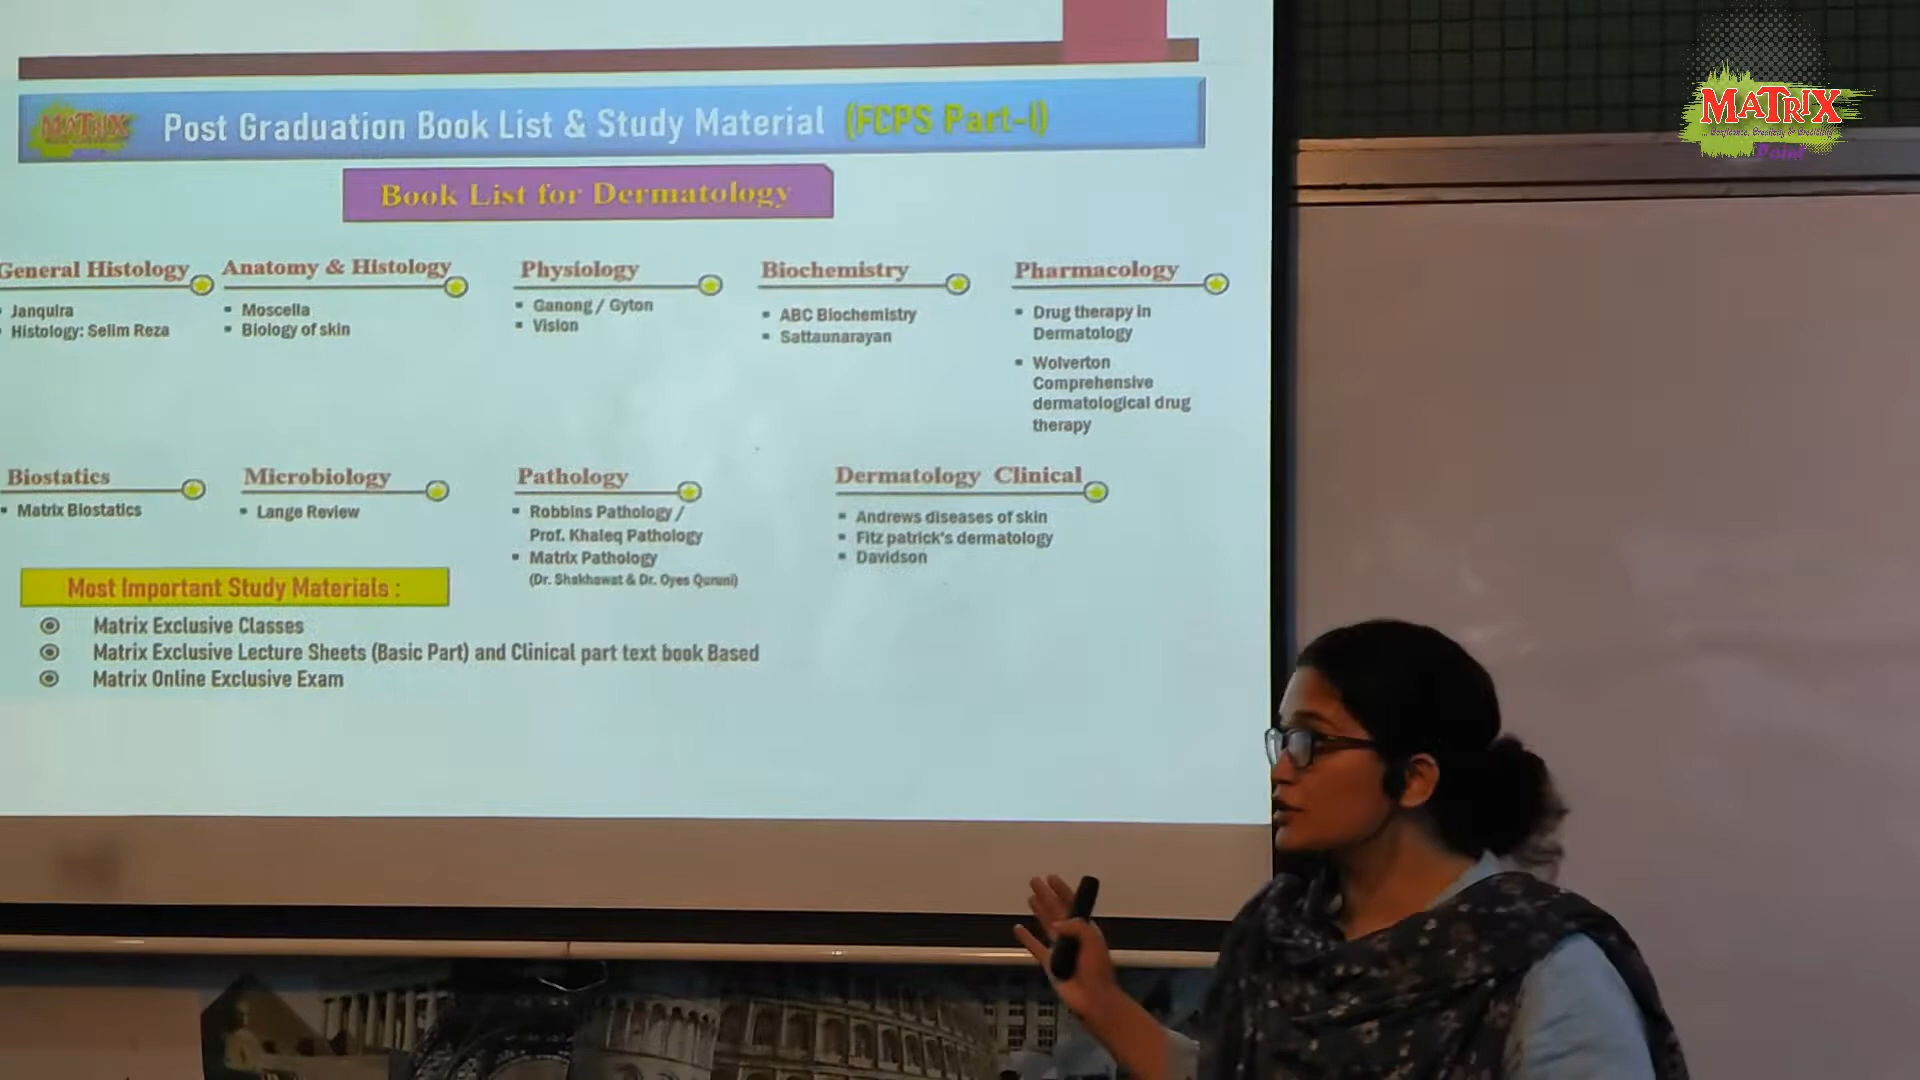 MATRIX
Confidence, Creativity & Credibility
Point
MATRIX
Post Graduation Book List & Study Material (FCPS Part-I)
Book List for Dermatology
General Histology
Janquira
Histology: Selim Reza
Anatomy & Histology
Moscella
Biology of skin
Physiology
Ganong / Gyton
Vision
Biochemistry
ABC Biochemistry
Sattaunarayan
Pharmacology
Drug therapy in
Dermatology
Wolverton
Comprehensive
dermatological drug
therapy
Biostatics
Matrix Biostatics
Microbiology
Lange Review
Pathology
Robbins Pathology /
Prof. Khaleq Pathology
Matrix Pathology
(Dr. Shakhawat & Dr. Oyes Quruni)
Dermatology Clinical
Andrews diseases of skin
Fitz patrick's dermatology
Davidson
Most Important Study Materials :
Matrix Exclusive Classes
Matrix Exclusive Lecture Sheets (Basic Part) and Clinical part text book Based
Matrix Online Exclusive Exam